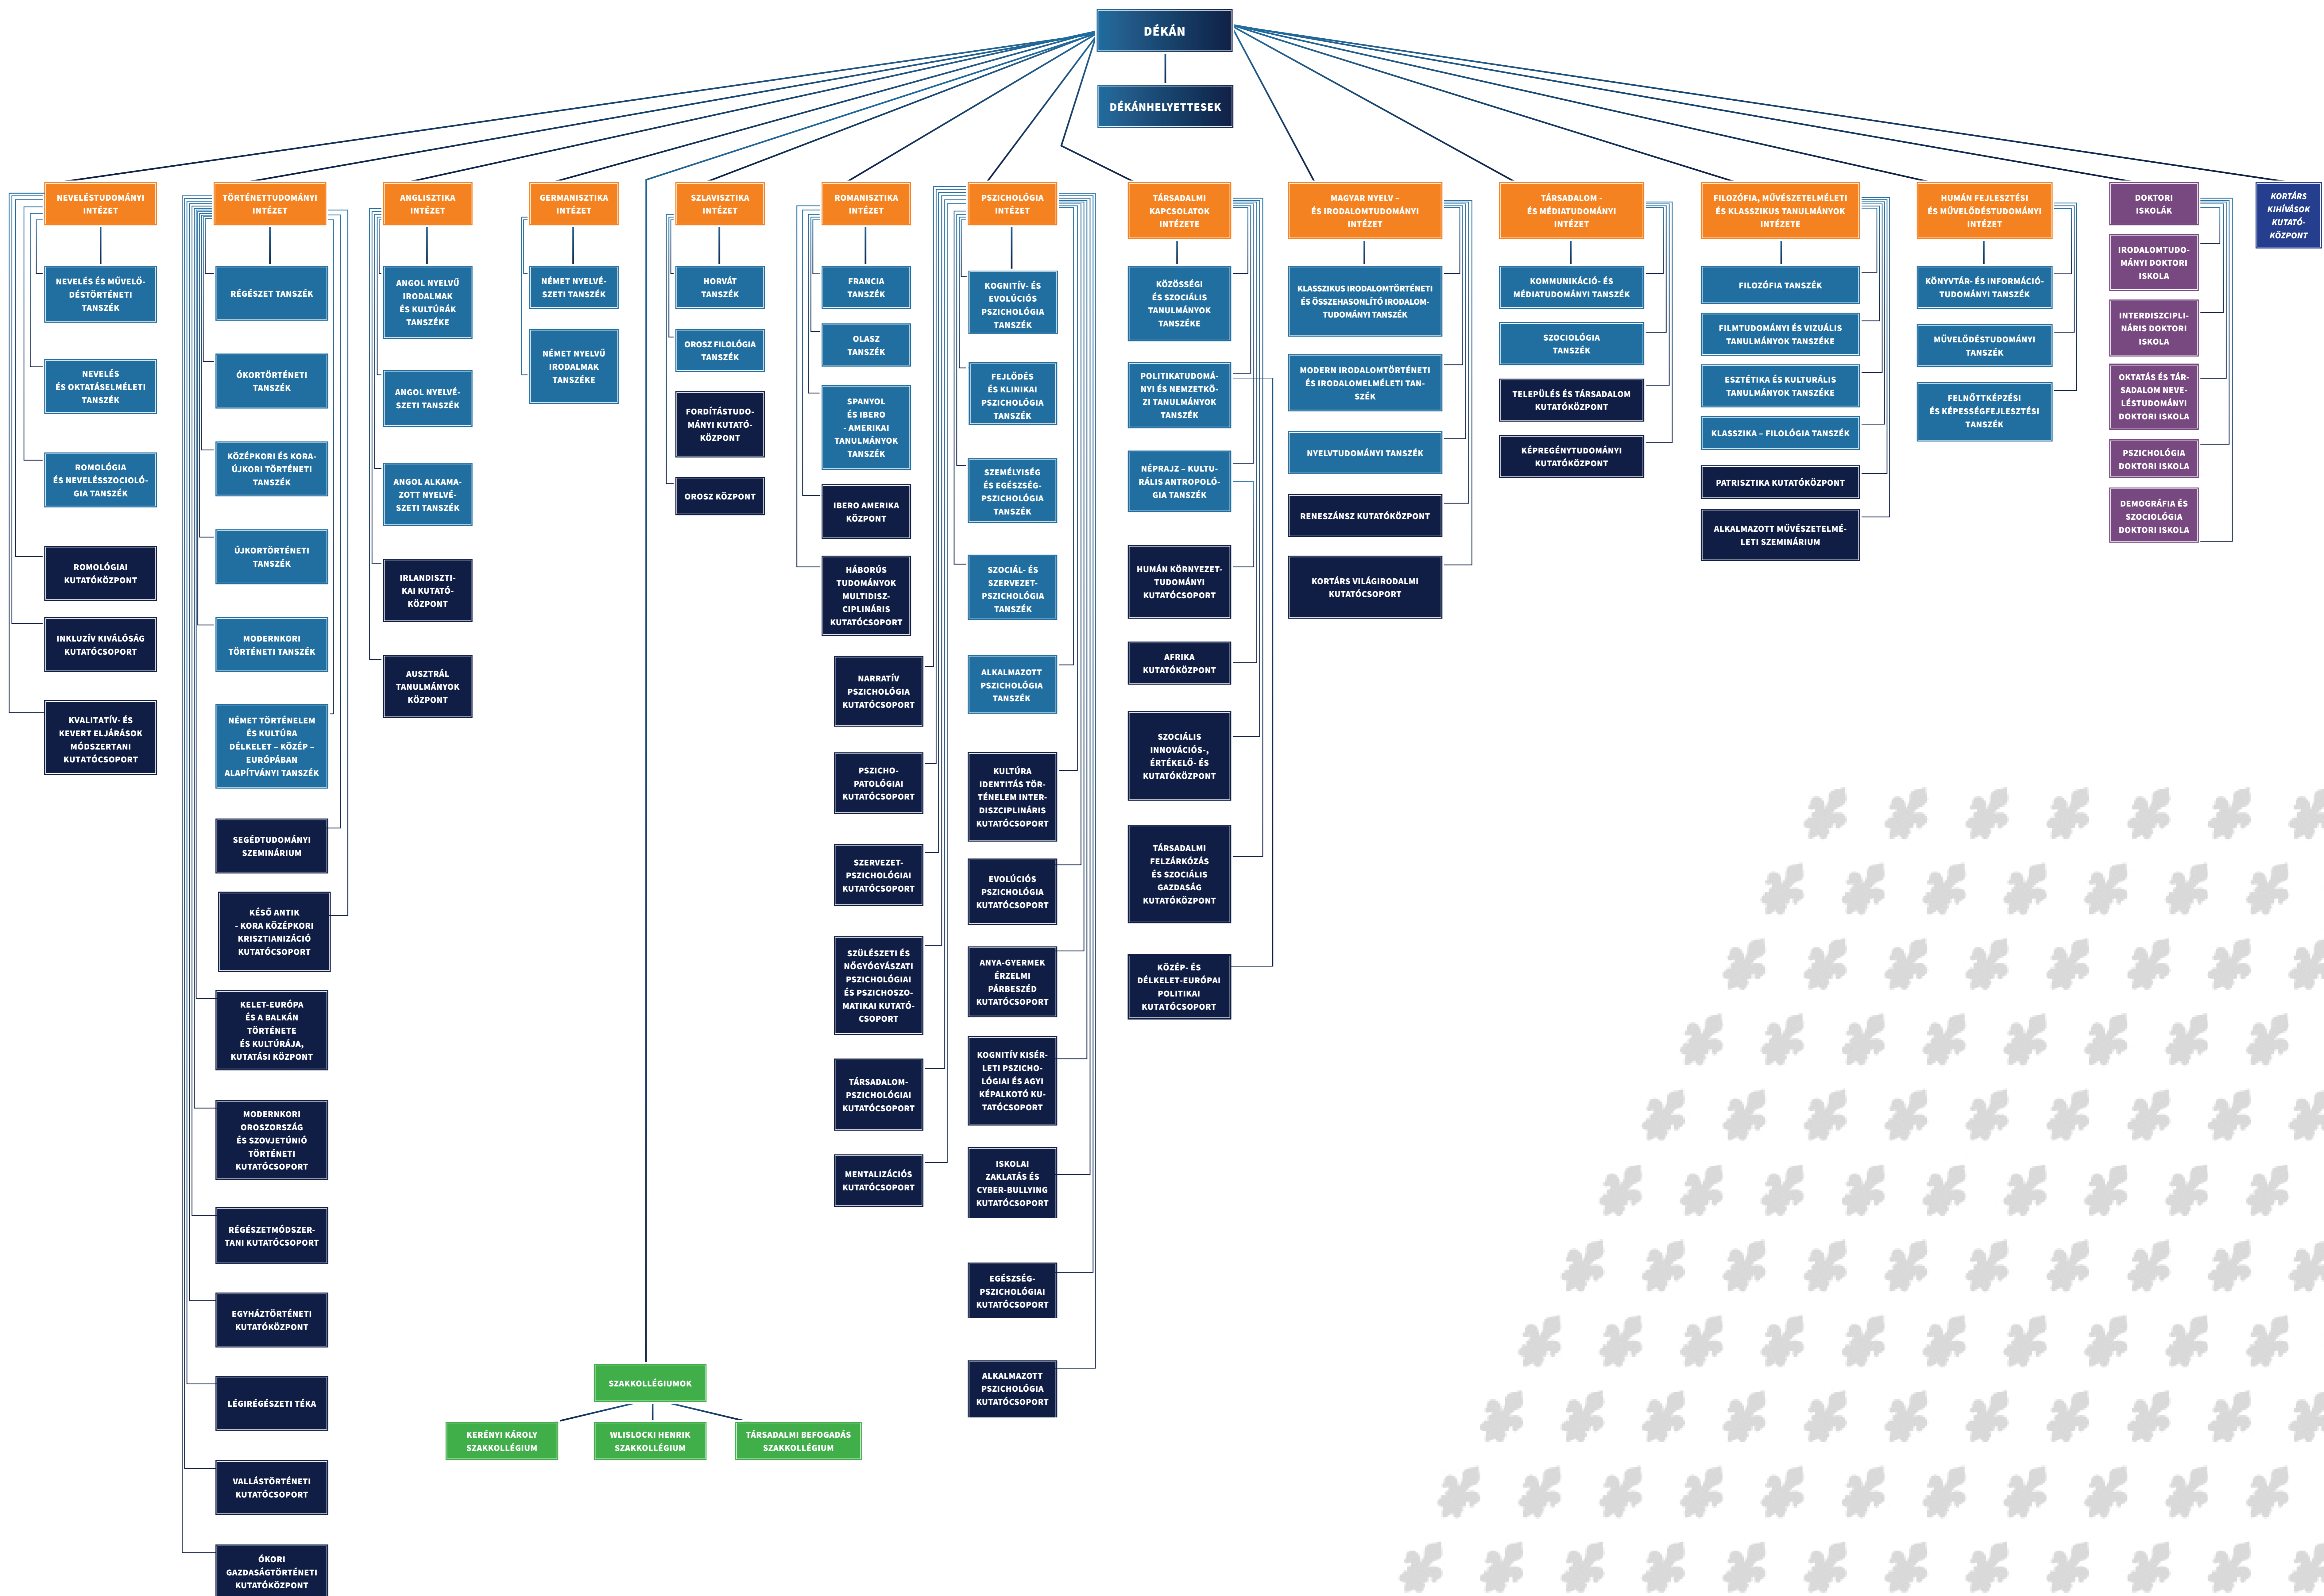 DÉKÁN
DÉKÁNHELYETTESEK
NEVELÉSTUDOMÁNYI
INTÉZET
NEVELÉS ÉS MŰVELŐ-
DÉSTÖRTÉNETI
TANSZÉK
NEVELÉS
ÉS OKTATÁSELMÉLETI
TANSZÉK
ROMOLÓGIA
ÉS NEVELÉSSZOCIOLÓ-
GIA TANSZÉK
ROMOLÓGIAI
KUTATÓKÖZPONT
INKLUZÍV KIVÁLÓSÁG
KUTATÓCSOPORT
KVALITATÍV- ÉS
KEVERT ELJÁRÁSOK
MÓDSZERTANI
KUTATÓCSOPORT
TÖRTÉNETTUDOMÁNYI
INTÉZET
RÉGÉSZET TANSZÉK
ÓKORTÖRTÉNETI
TANSZÉK
KÖZÉPKORI ÉS KORA-
ÚJKORI TÖRTÉNETI
TANSZÉK
ÚJKORTÖRTÉNETI
TANSZÉK
MODERNKORI
TÖRTÉNETI TANSZÉK
NÉMET TÖRTÉNELEM
ÉS KULTÚRA
DÉLKELET – KÖZÉP –
EURÓPÁBAN
ALAPÍTVÁNYI TANSZÉK
SEGÉDTUDOMÁNYI
SZEMINÁRIUM
KÉSŐ ANTIK
- KORA KÖZÉPKORI
KRISZTIANIZÁCIÓ
KUTATÓCSOPORT
KELET-EURÓPA
ÉS A BALKÁN
TÖRTÉNETE
ÉS KULTÚRÁJA,
KUTATÁSI KÖZPONT
MODERNKORI
OROSZORSZÁG
ÉS SZOVJETÚNIÓ
TÖRTÉNETI
KUTATÓCSOPORT
RÉGÉSZETMÓDSZER-
TANI KUTATÓCSOPORT
EGYHÁZTÖRTÉNETI
KUTATÓKÖZPONT
LÉGIRÉGÉSZETI TÉKA
VALLÁSTÖRTÉNETI
KUTATÓCSOPORT
ÓKORI
GAZDASÁGTÖRTÉNETI
KUTATÓKÖZPONT
ANGLISZTIKA
INTÉZET
ANGOL NYELVŰ
IRODALMAK
ÉS KULTÚRÁK
TANSZÉKE
ANGOL NYELVÉ-
SZETI TANSZÉK
ANGOL ALKAMA-
ZOTT NYELVÉ-
SZETI TANSZÉK
IRLANDISZTI-
KAI KUTATÓ-
KÖZPONT
AUSZTRÁL
TANULMÁNYOK
KÖZPONT
GERMANISZTIKA
INTÉZET
NÉMET NYELVÉ-
SZETI TANSZÉK
NÉMET NYELVŰ
IRODALMAK
TANSZÉKE
SZLAVISZTIKA
INTÉZET
HORVÁT
TANSZÉK
OROSZ FILOLÓGIA
TANSZÉK
FORDÍTÁSTUDO-
MÁNYI KUTATÓ-
KÖZPONT
OROSZ KÖZPONT
SZAKKOLLÉGIUMOK
KERÉNYI KÁROLY
SZAKKOLLÉGIUM
WLISLOCKI HENRIK
SZAKKOLLÉGIUM
TÁRSADALMI BEFOGADÁS
SZAKKOLLÉGIUM
ROMANISZTIKA
INTÉZET
FRANCIA
TANSZÉK
OLASZ
TANSZÉK
SPANYOL
ÉS IBERO
- AMERIKAI
TANULMÁNYOK
TANSZÉK
IBERO AMERIKA
KÖZPONT
HÁBORÚS
TUDOMÁNYOK
MULTIDISZ-
CIPLINÁRIS
KUTATÓCSOPORT
NARRATÍV
PSZICHOLÓGIA
KUTATÓCSOPORT
PSZICHO-
PATOLÓGIAI
KUTATÓCSOPORT
SZERVEZET-
PSZICHOLÓGIAI
KUTATÓCSOPORT
SZÜLÉSZETI ÉS
NŐGYÓGYÁSZATI
PSZICHOLÓGIAI
ÉS PSZICHOSZO-
MATIKAI KUTATÓ-
CSOPORT
TÁRSADALOM-
PSZICHOLÓGIAI
KUTATÓCSOPORT
MENTALIZÁCIÓS
KUTATÓCSOPORT
PSZICHOLÓGIA
INTÉZET
KOGNITÍV- ÉS
EVOLÚCIÓS
PSZICHOLÓGIA
TANSZÉK
FEJLŐDÉS
ÉS KLINIKAI
PSZICHOLÓGIA
TANSZÉK
SZEMÉLYISÉG
ÉS EGÉSZSÉG-
PSZICHOLÓGIA
TANSZÉK
SZOCIÁL- ÉS
SZERVEZET-
PSZICHOLÓGIA
TANSZÉK
ALKALMAZOTT
PSZICHOLÓGIA
TANSZÉK
KULTÚRA
IDENTITÁS TÖR-
TÉNELEM INTER-
DISZCIPLINÁRIS
KUTATÓCSOPORT
EVOLÚCIÓS
PSZICHOLÓGIA
KUTATÓCSOPORT
ANYA-GYERMEK
ÉRZELMI
PÁRBESZÉD
KUTATÓCSOPORT
KOGNITÍV KISÉR-
LETI PSZICHO-
LÓGIAI ÉS AGYI
KÉPALKOTÓ KU-
TATÓCSOPORT
ISKOLAI
ZAKLATÁS ÉS
CYBER-BULLYING
KUTATÓCSOPORT
EGÉSZSÉG-
PSZICHOLÓGIAI
KUTATÓCSOPORT
ALKALMAZOTT
PSZICHOLÓGIA
KUTATÓCSOPORT
TÁRSADALMI
KAPCSOLATOK
INTÉZETE
KÖZÖSSÉGI
ÉS SZOCIÁLIS
TANULMÁNYOK
TANSZÉKE
POLITIKATUDOMÁ-
NYI ÉS NEMZETKÖ-
ZI TANULMÁNYOK
TANSZÉK
NÉPRAJZ – KULTU-
RÁLIS ANTROPOLÓ-
GIA TANSZÉK
HUMÁN KÖRNYEZET-
TUDOMÁNYI
KUTATÓCSOPORT
AFRIKA
KUTATÓKÖZPONT
SZOCIÁLIS
INNOVÁCIÓS-,
ÉRTÉKELŐ- ÉS
KUTATÓKÖZPONT
TÁRSADALMI
FELZÁRKÓZÁS
ÉS SZOCIÁLIS
GAZDASÁG
KUTATÓKÖZPONT
KÖZÉP- ÉS
DÉLKELET-EURÓPAI
POLITIKAI
KUTATÓCSOPORT
MAGYAR NYELV –
ÉS IRODALOMTUDOMÁNYI
INTÉZET
KLASSZIKUS IRODALOMTÖRTÉNETI
ÉS ÖSSZEHASONLÍTÓ IRODALOM-
TUDOMÁNYI TANSZÉK
MODERN IRODALOMTÖRTÉNETI
ÉS IRODALOMELMÉLETI TAN-
SZÉK
NYELVTUDOMÁNYI TANSZÉK
RENESZÁNSZ KUTATÓKÖZPONT
KORTÁRS VILÁGIRODALMI
KUTATÓCSOPORT
TÁRSADALOM -
ÉS MÉDIATUDOMÁNYI
INTÉZET
KOMMUNIKÁCIÓ- ÉS
MÉDIATUDOMÁNYI TANSZÉK
SZOCIOLÓGIA
TANSZÉK
TELEPÜLÉS ÉS TÁRSADALOM
KUTATÓKÖZPONT
KÉPREGÉNYTUDOMÁNYI
KUTATÓKÖZPONT
FILOZÓFIA, MŰVÉSZETELMÉLETI
ÉS KLASSZIKUS TANULMÁNYOK
INTÉZETE
FILOZÓFIA TANSZÉK
FILMTUDOMÁNYI ÉS VIZUÁLIS
TANULMÁNYOK TANSZÉKE
ESZTÉTIKA ÉS KULTURÁLIS
TANULMÁNYOK TANSZÉKE
KLASSZIKA – FILOLÓGIA TANSZÉK
PATRISZTIKA KUTATÓKÖZPONT
ALKALMAZOTT MŰVÉSZETELMÉ-
LETI SZEMINÁRIUM
HUMÁN FEJLESZTÉSI
ÉS MŰVELŐDÉSTUDOMÁNYI
INTÉZET
KÖNYVTÁR- ÉS INFORMÁCIÓ-
TUDOMÁNYI TANSZÉK
MŰVELŐDÉSTUDOMÁNYI
TANSZÉK
FELNŐTTKÉPZÉSI
ÉS KÉPESSÉGFEJLESZTÉSI
TANSZÉK
DOKTORI
ISKOLÁK
IRODALOMTUDO-
MÁNYI DOKTORI
ISKOLA
INTERDISZCIPLI-
NÁRIS DOKTORI
ISKOLA
OKTATÁS ÉS TÁR-
SADALOM NEVE-
LÉSTUDOMÁNYI
DOKTORI ISKOLA
PSZICHOLÓGIA
DOKTORI ISKOLA
DEMOGRÁFIA ÉS
SZOCIOLÓGIA
DOKTORI ISKOLA
KORTÁRS
KIHÍVÁSOK
KUTATÓ-
KÖZPONT